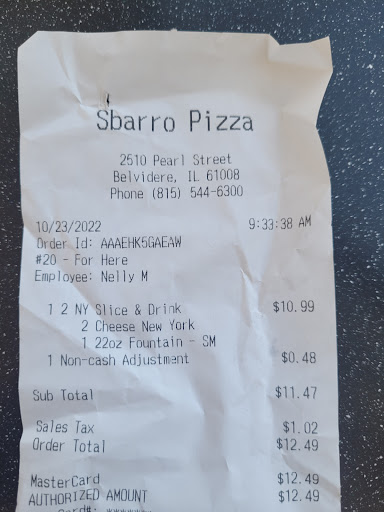 Sbarro Pizza
2510 Pearl Street
Belvidere, IL 61008
Phone (815) 544-6300
10/23/2022 9:33:38 AM
Order Id: AAAEHK5GAEAW
#20 - For Here
Employee: Nelly M
1 2 NY Slice & Drink $10.99
2 Cheese New York
1 22oz Fountain - SM
1 Non-cash Adjustment $0.48
Sub Total $11.47
Sales Tax $1.02
Order Total $12.49
MasterCard $12.49
AUTHORIZED AMOUNT $12.49
Card#: